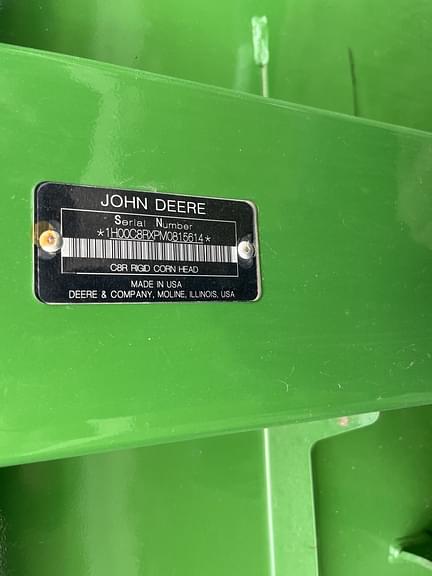 JOHN DEERE
Serial Number
*1H00C8RXPM0815614*
C8R RIGID CORN HEAD
MADE IN USA
DEERE & COMPANY, MOLINE, ILLINOIS, USA